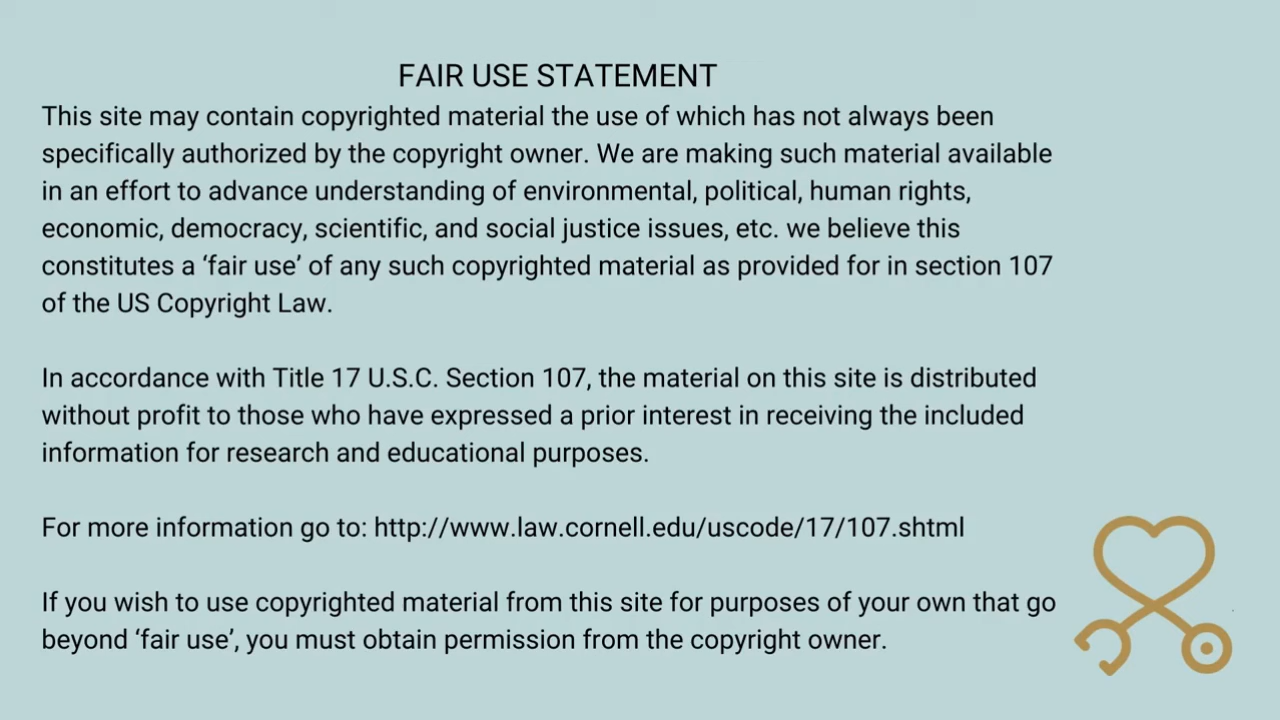 FAIR USE STATEMENT
This site may contain copyrighted material the use of which has not always been
specifically authorized by the copyright owner. We are making such material available
in an effort to advance understanding of environmental, political, human rights,
economic, democracy, scientific, and social justice issues, etc. we believe this
constitutes a ‘fair use’ of any such copyrighted material as provided for in section 107
of the US Copyright Law.
In accordance with Title 17 U.S.C. Section 107, the material on this site is distributed
without profit to those who have expressed a prior interest in receiving the included
information for research and educational purposes.
For more information go to: http://www.law.cornell.edu/uscode/17/107.shtml
If you wish to use copyrighted material from this site for purposes of your own that go
beyond ‘fair use’, you must obtain permission from the copyright owner.